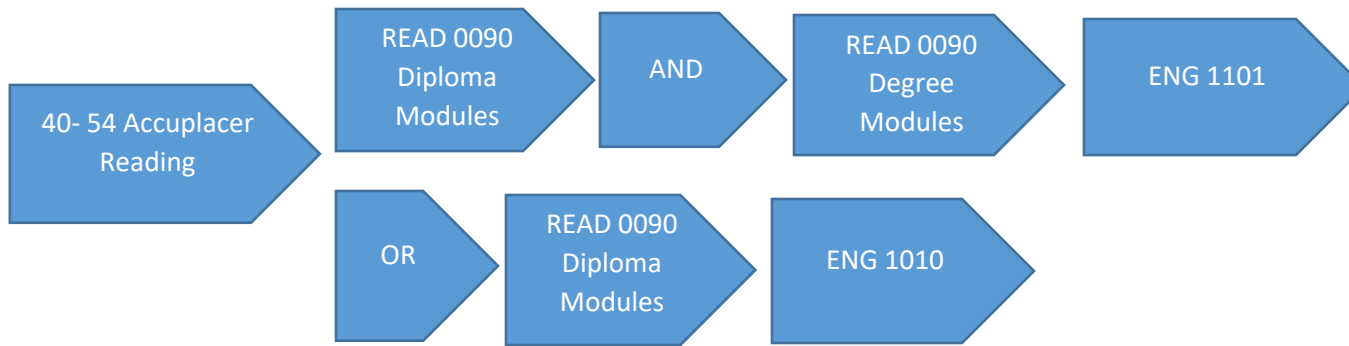 40- 54 Accuplacer
Reading
READ 0090
Diploma
Modules
AND
READ 0090
Degree
Modules
ENG 1101
OR
READ 0090
Diploma
Modules
ENG 1010